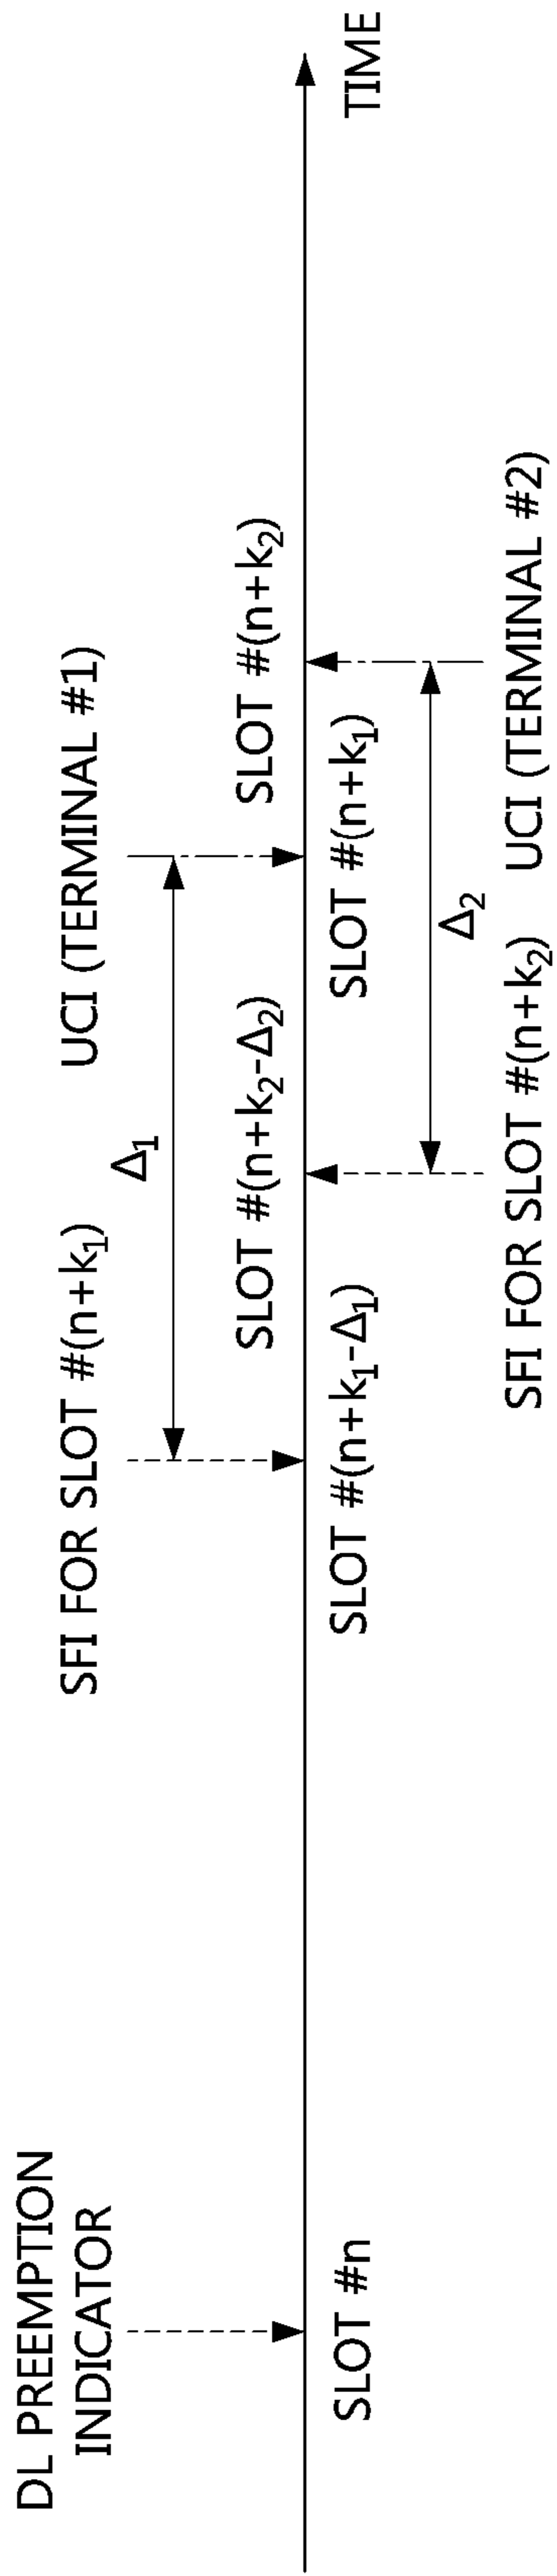 DL PREEMPTION
INDICATOR
SFI FOR SLOT #(n+k₁)
UCI (TERMINAL #1)
Δ₁
SLOT #(n+k₂-Δ₂)
SLOT #(n+k₂)
SLOT #n
SLOT #(n+k₁-Δ₁)
SLOT #(n+k₁)
TIME
Δ₂
SFI FOR SLOT #(n+k₂)
UCI (TERMINAL #2)